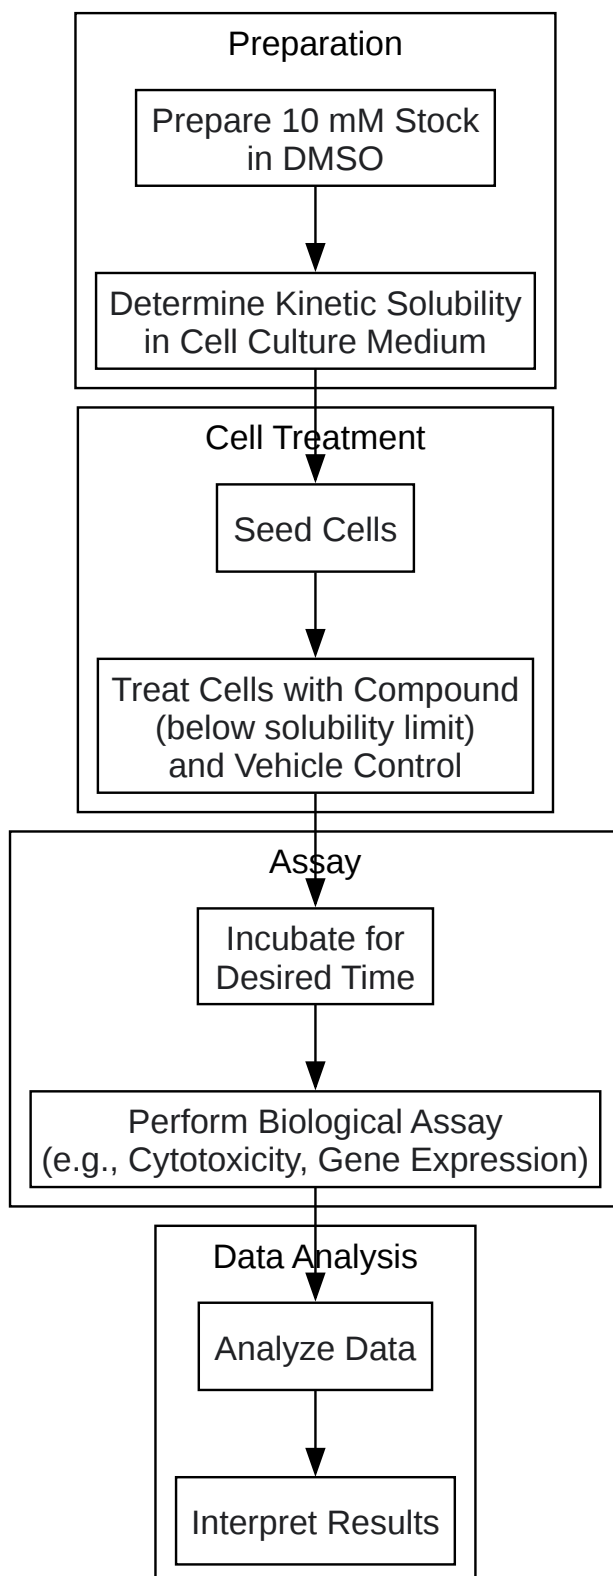 Preparation
Prepare 10 mM Stock
in DMSO
Determine Kinetic Solubility
in Cell Culture Medium
Cell Treatment
Seed Cells
Treat Cells with Compound
(below solubility limit)
and Vehicle Control
Assay
Incubate for
Desired Time
Perform Biological Assay
(e.g., Cytotoxicity, Gene Expression)
Data Analysis
Analyze Data
Interpret Results